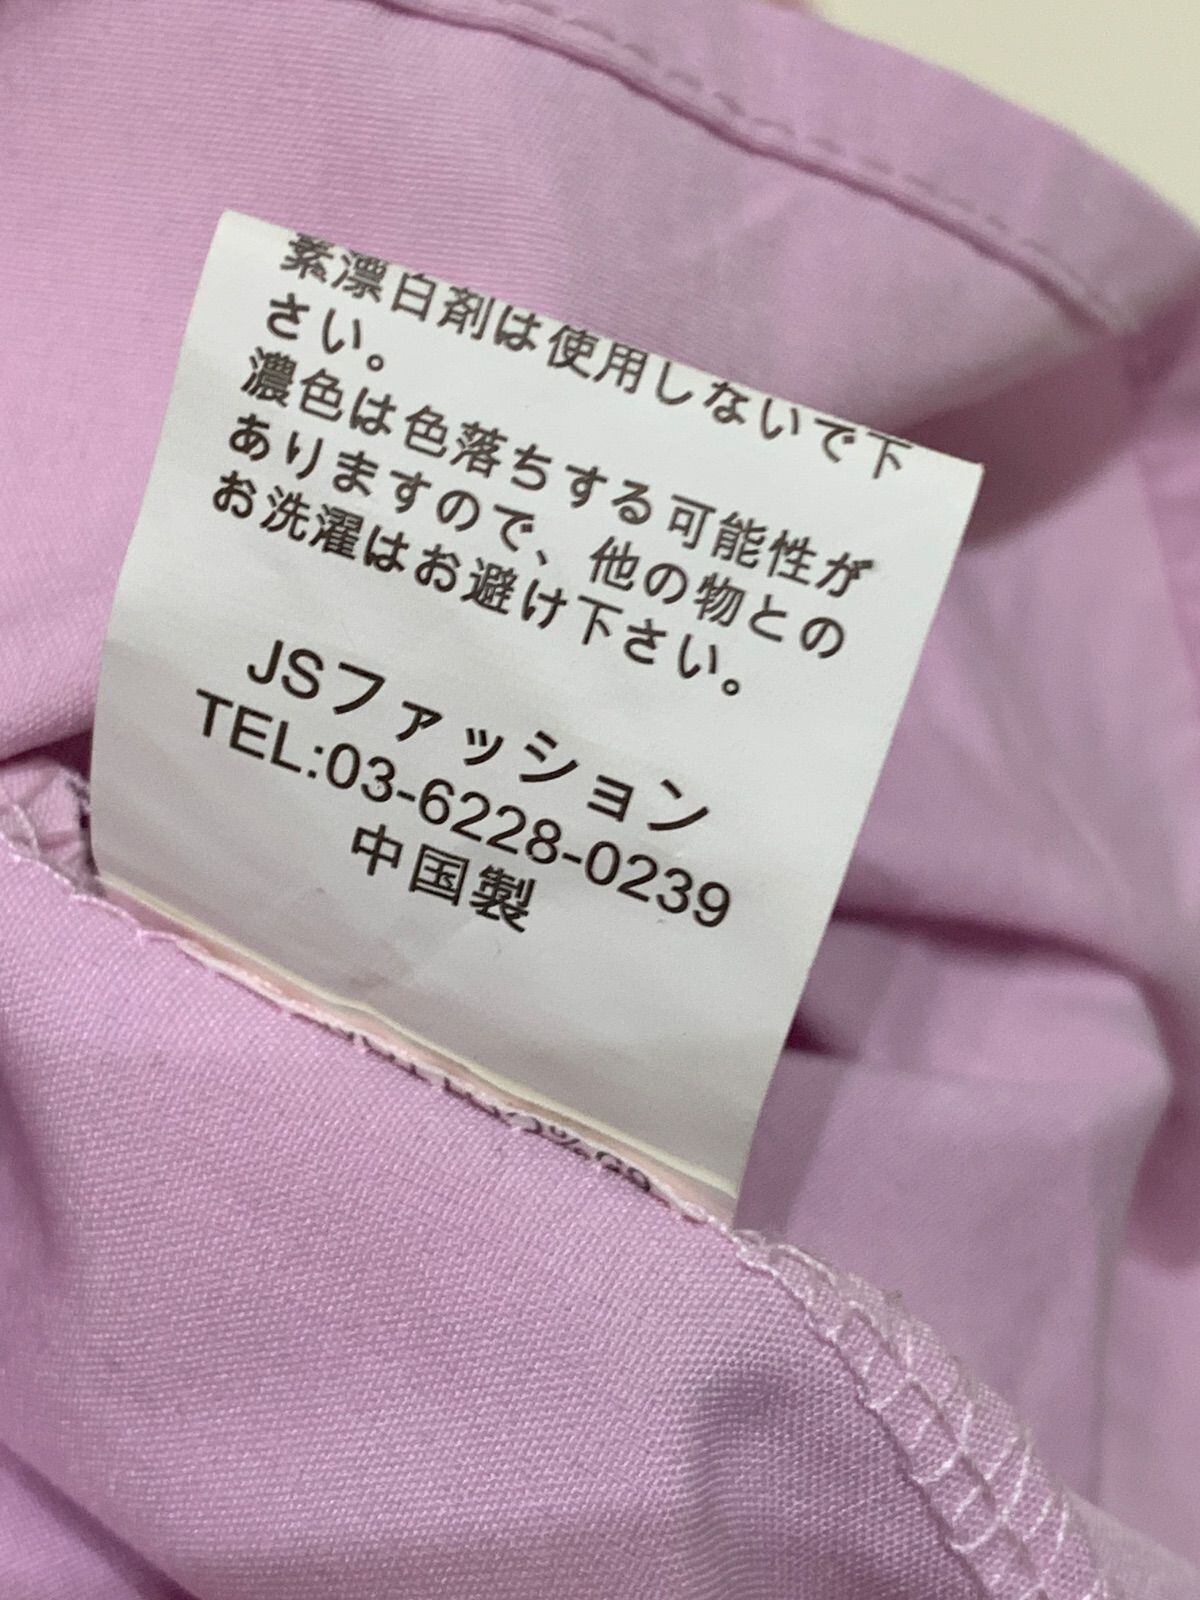 素漂白剤は使用しないで下
さい。
濃色は色落ちする可能性が
ありますので、他の物との
お洗濯はお避け下さい。
JSファッション
TEL:03-6228-0239
中国製